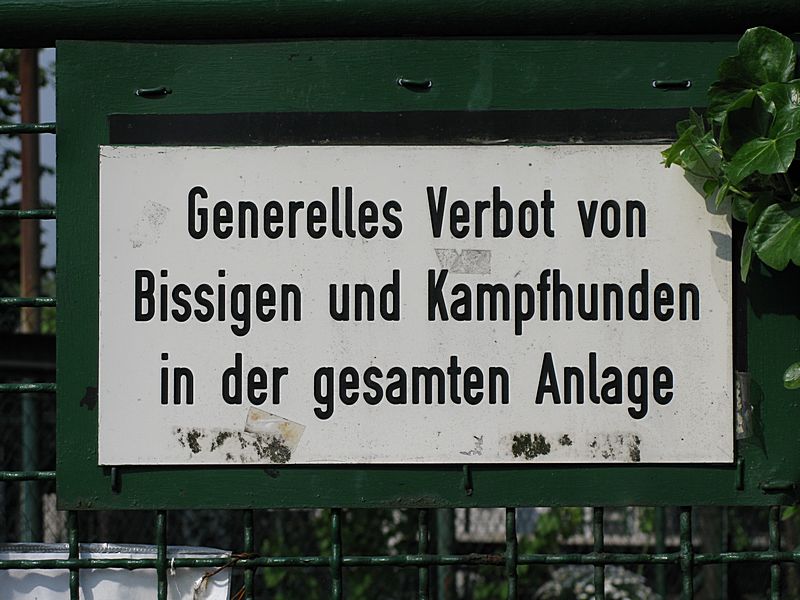 Generelles Verbot von
Bissigen und Kampfhunden
in der gesamten Anlage